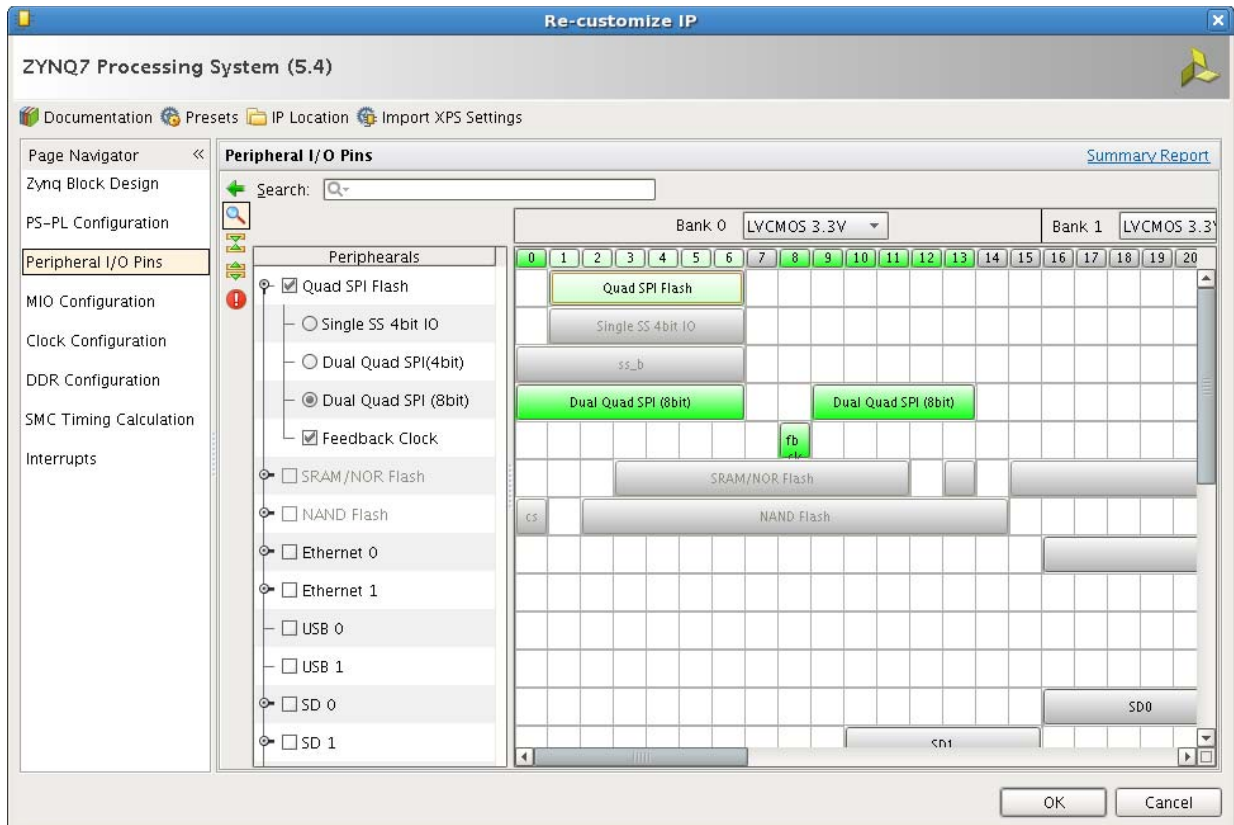 Re-customize IP
ZYNQ7 Processing System (5.4)
Documentation Presets IP Location Import XPS Settings
Page Navigator «
Zynq Block Design
PS-PL Configuration
Peripheral I/O Pins
MIO Configuration
Clock Configuration
DDR Configuration
SMC Timing Calculation
Interrupts
Peripheral I/O Pins Summary Report
Search:
Bank 0 LVCMOS 3.3V Bank 1 LVCMOS 3.3V
Periphearals 0 1 2 3 4 5 6 7 8 9 10 11 12 13 14 15 16 17 18 19 20
Quad SPI Flash Quad SPI Flash
Single SS 4bit IO Single SS 4bit IO
Dual Quad SPI(4bit) ss_b
Dual Quad SPI (8bit) Dual Quad SPI (8bit) Dual Quad SPI (8bit)
Feedback Clock fb clk
SRAM/NOR Flash SRAM/NOR Flash
NAND Flash cs NAND Flash
Ethernet 0
Ethernet 1
USB 0
USB 1
SD 0 SD0
SD 1 SD1
OK Cancel